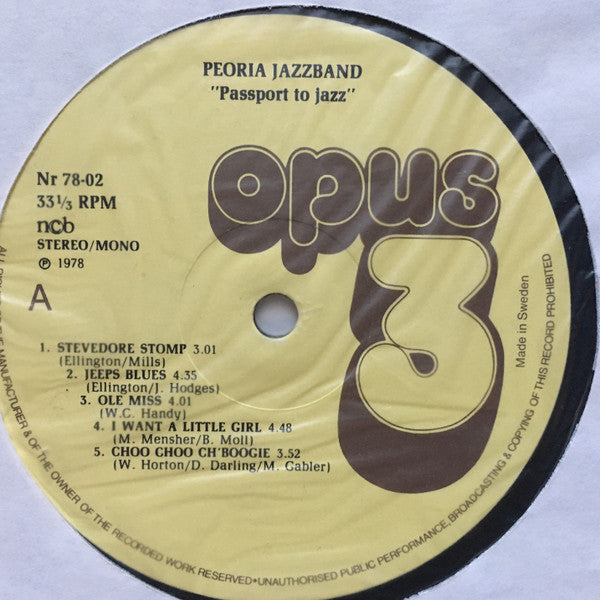 PEORIA JAZZBAND
"Passport to jazz"
opus
3
Nr 78-02
33⅓ RPM
ncb
STEREO/MONO
Ⓟ 1978
A
1. STEVEDORE STOMP 3.01
(Ellington/Mills)
2. JEEPS BLUES 4.35
(Ellington/J. Hodges)
3. OLE MISS 4.01
(W.C. Handy)
4. I WANT A LITTLE GIRL 4.48
(M. Mensher/B. Moll)
5. CHOO CHOO CH'BOOGIE 3.52
(W. Horton/D. Darling/M. Gabler)
Made in Sweden
MANUFACTURER & OF THE OWNER OF THE RECORDED WORK RESERVED•UNAUTHORISED PUBLIC PERFORMANCE, BROADCASTING & COPYING OF THIS RECORD PROHIBITED